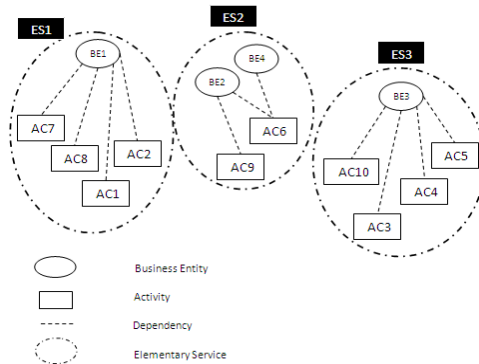 ES1
BE1
AC7
AC8
AC2
AC1
ES2
BE4
BE2
AC6
AC9
ES3
BE3
AC5
AC10
AC4
AC3
Business Entity
Activity
Dependency
Elementary Service